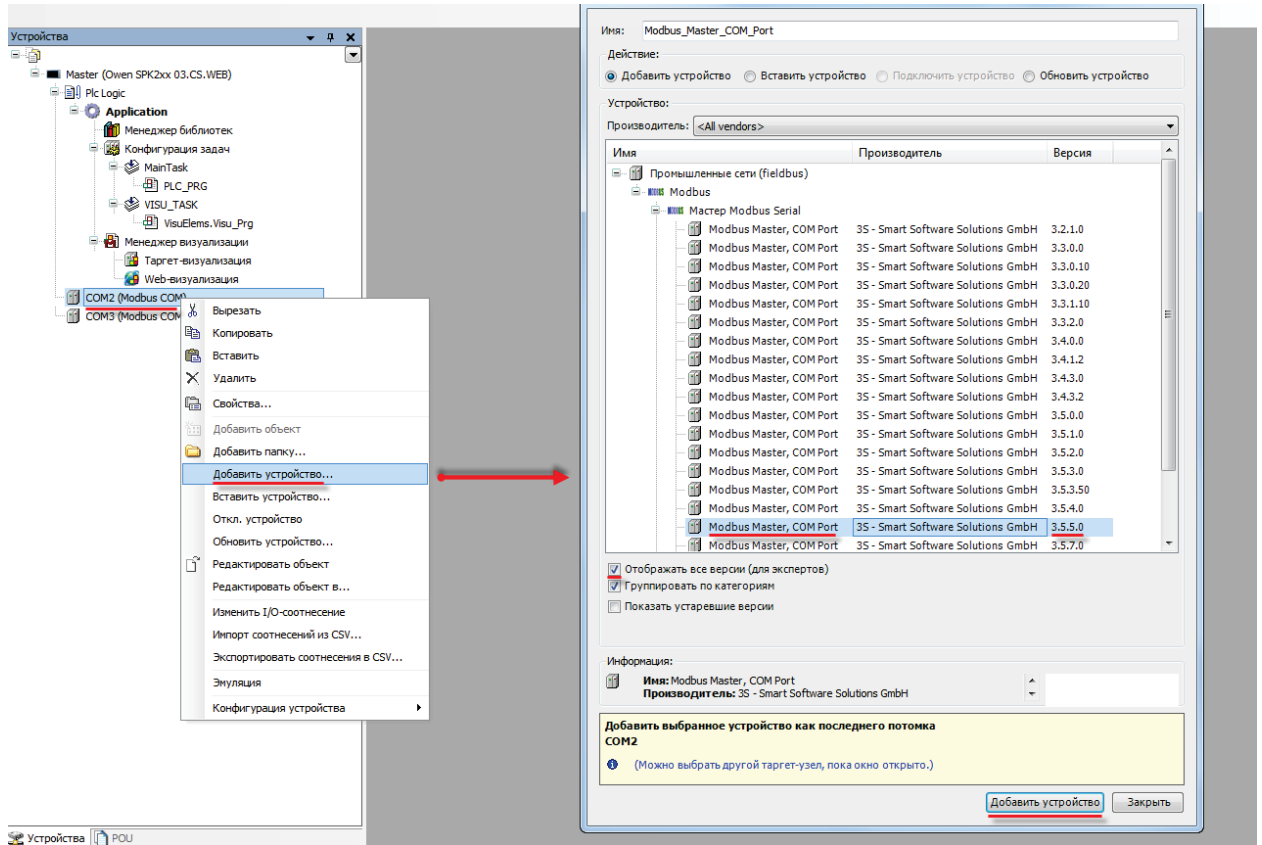 Устройства
Master (Owen SPK2xx 03.CS.WEB)
Plc Logic
Application
Менеджер библиотек
Конфигурация задач
MainTask
PLC_PRG
VISU_TASK
VisuElems.Visu_Prg
Менеджер визуализации
Таргет-визуализация
Web-визуализация
COM2 (Modbus COM)
COM3 (Modbus COM
Вырезать
Копировать
Вставить
Удалить
Свойства...
Добавить объект
Добавить папку...
Добавить устройство...
Вставить устройство...
Откл. устройство
Обновить устройство...
Редактировать объект
Редактировать объект в...
Изменить I/O-соотнесение
Импорт соотнесений из CSV...
Экспортировать соотнесения в CSV...
Эмуляция
Конфигурация устройства
Устройства POU
Имя: Modbus_Master_COM_Port
Действие:
Добавить устройство Вставить устройство Подключить устройство Обновить устройство
Устройство:
Производитель: <All vendors>
Имя Производитель Версия
Промышленные сети (fieldbus)
Modbus
Мастер Modbus Serial
Modbus Master, COM Port 3S - Smart Software Solutions GmbH 3.2.1.0
Modbus Master, COM Port 3S - Smart Software Solutions GmbH 3.3.0.0
Modbus Master, COM Port 3S - Smart Software Solutions GmbH 3.3.0.10
Modbus Master, COM Port 3S - Smart Software Solutions GmbH 3.3.0.20
Modbus Master, COM Port 3S - Smart Software Solutions GmbH 3.3.1.10
Modbus Master, COM Port 3S - Smart Software Solutions GmbH 3.3.2.0
Modbus Master, COM Port 3S - Smart Software Solutions GmbH 3.4.0.0
Modbus Master, COM Port 3S - Smart Software Solutions GmbH 3.4.1.2
Modbus Master, COM Port 3S - Smart Software Solutions GmbH 3.4.3.0
Modbus Master, COM Port 3S - Smart Software Solutions GmbH 3.4.3.2
Modbus Master, COM Port 3S - Smart Software Solutions GmbH 3.5.0.0
Modbus Master, COM Port 3S - Smart Software Solutions GmbH 3.5.1.0
Modbus Master, COM Port 3S - Smart Software Solutions GmbH 3.5.2.0
Modbus Master, COM Port 3S - Smart Software Solutions GmbH 3.5.3.0
Modbus Master, COM Port 3S - Smart Software Solutions GmbH 3.5.3.50
Modbus Master, COM Port 3S - Smart Software Solutions GmbH 3.5.4.0
Modbus Master, COM Port 3S - Smart Software Solutions GmbH 3.5.5.0
Modbus Master, COM Port 3S - Smart Software Solutions GmbH 3.5.7.0
Отображать все версии (для экспертов)
Группировать по категориям
Показать устаревшие версии
Информация:
Имя: Modbus Master, COM Port
Производитель: 3S - Smart Software Solutions GmbH
Добавить выбранное устройство как последнего потомка
COM2
(Можно выбрать другой таргет-узел, пока окно открыто.)
Добавить устройство Закрыть